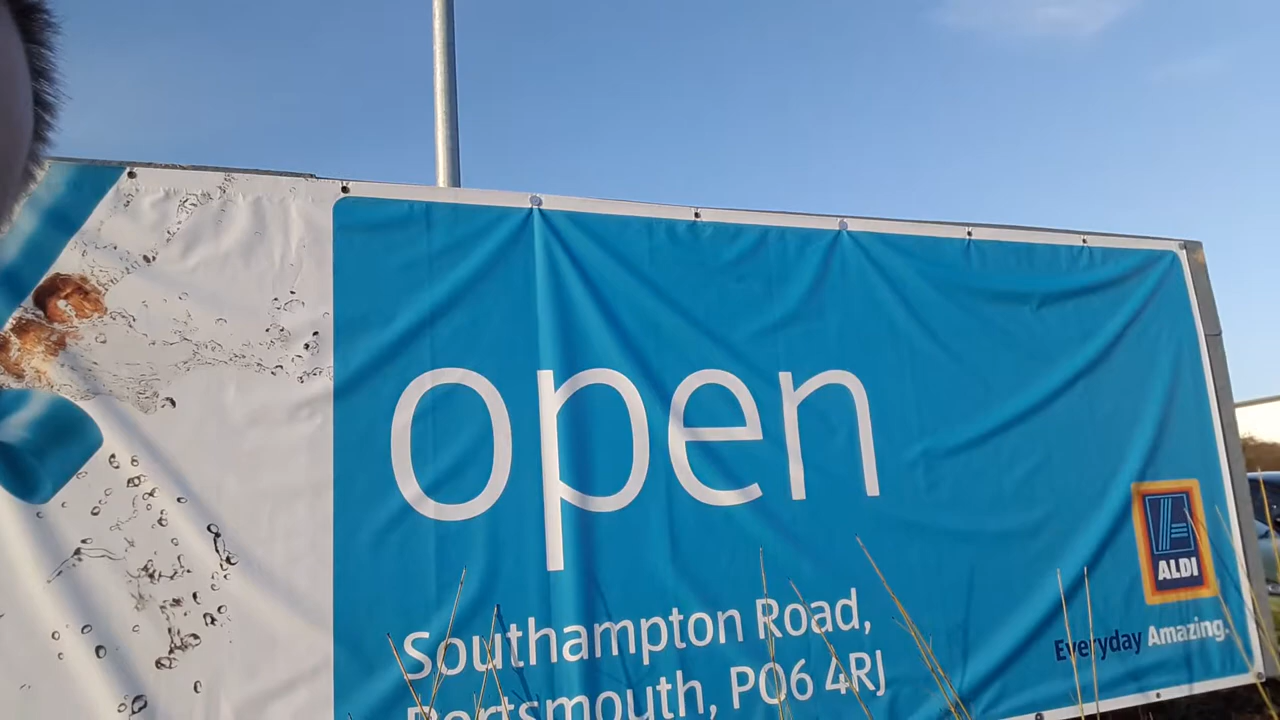 open
Southampton Road,
Portsmouth, PO6 4RJ
ALDI
Everyday Amazing.